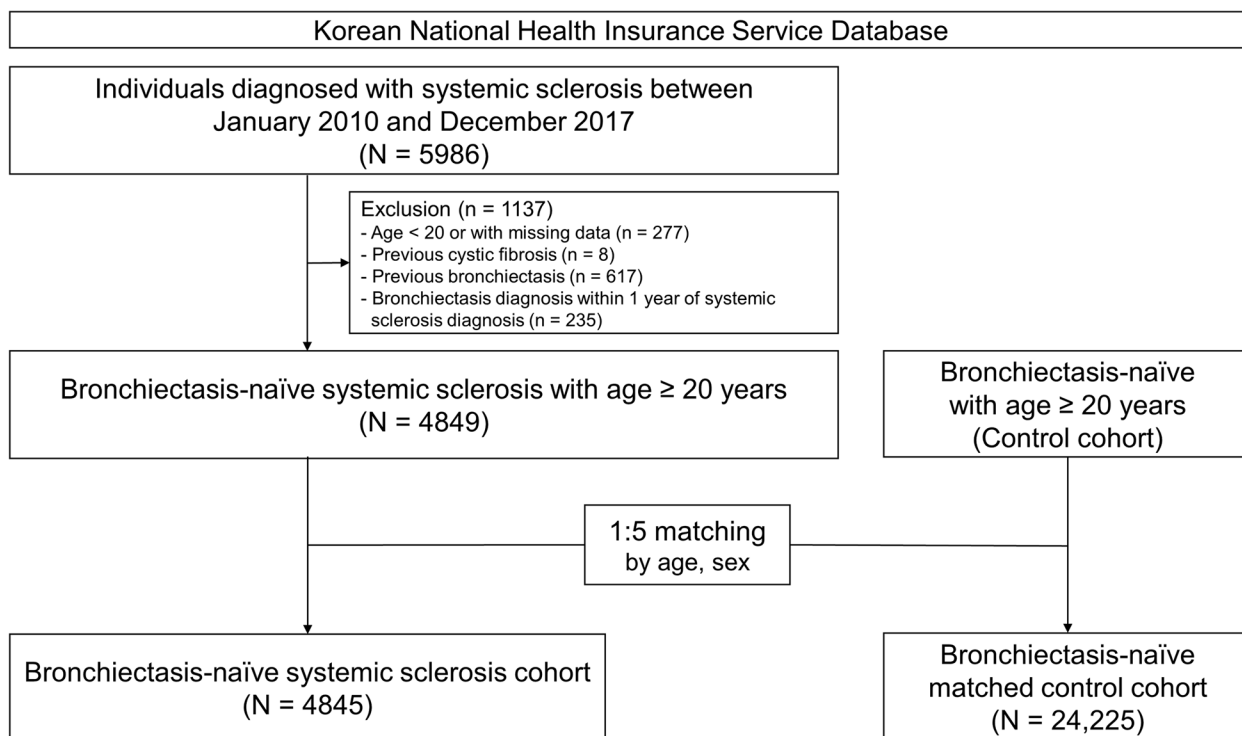 Korean National Health Insurance Service Database
Individuals diagnosed with systemic sclerosis between
January 2010 and December 2017
(N = 5986)
Exclusion (n = 1137)
- Age < 20 or with missing data (n = 277)
- Previous cystic fibrosis (n = 8)
- Previous bronchiectasis (n = 617)
- Bronchiectasis diagnosis within 1 year of systemic
sclerosis diagnosis (n = 235)
Bronchiectasis-naïve systemic sclerosis with age ≥ 20 years
(N = 4849)
Bronchiectasis-naïve
with age ≥ 20 years
(Control cohort)
1:5 matching
by age, sex
Bronchiectasis-naïve systemic sclerosis cohort
(N = 4845)
Bronchiectasis-naïve
matched control cohort
(N = 24,225)